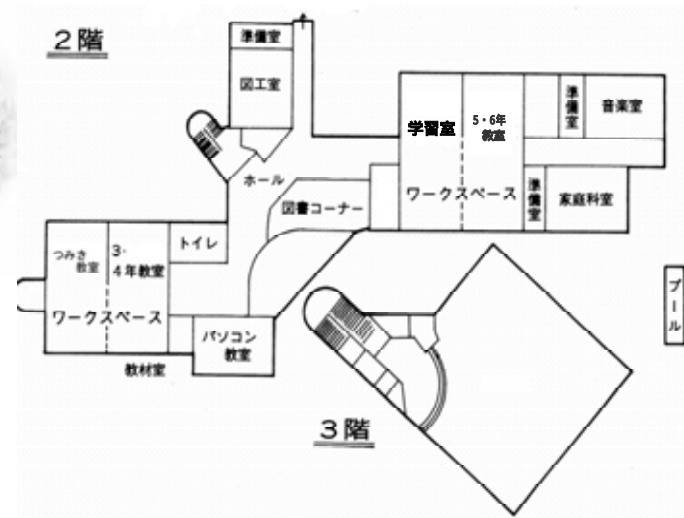 2階
準備室
図工室
ホール
図書コーナー
学習室
5・6年
教室
ワークスペース
準備室
音楽室
準備室
家庭科室
トイレ
つみき
教室
3・
4年教室
ワークスペース
パソコン
教室
教材室
プール
3階